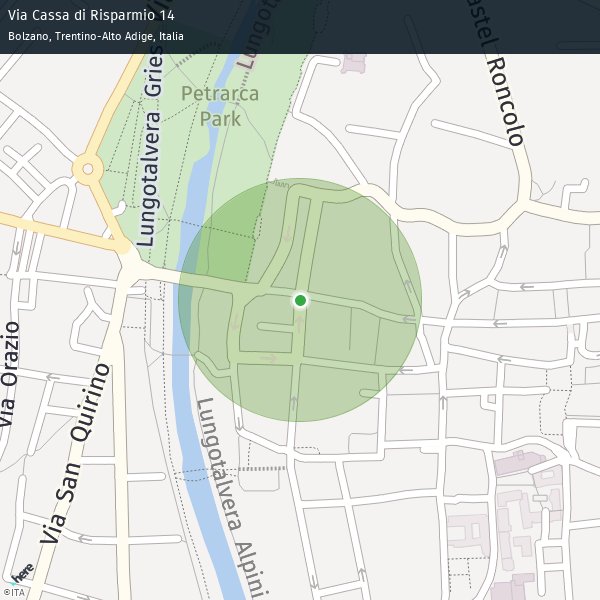 Via Cassa di Risparmio 14
Bolzano, Trentino-Alto Adige, Italia
Petrarca
Park
Lungotalvera Gries
Lungot
astel Roncolo
Via Orazio
Via San Quirino
Lungotalvera Alpini
here
©ITA